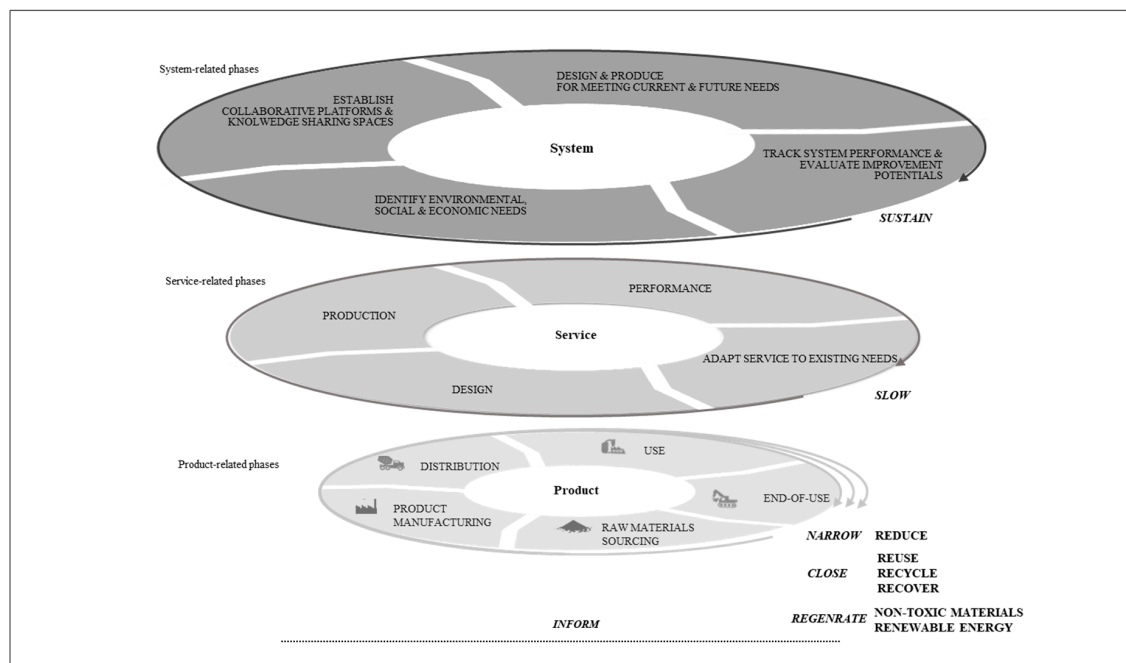 System-related phases
DESIGN & PRODUCE
FOR MEETING CURRENT & FUTURE NEEDS
ESTABLISH
COLLABORATIVE PLATFORMS &
KNOLWEDGE SHARING SPACES
System
TRACK SYSTEM PERFORMANCE &
EVALUATE IMPROVEMENT
POTENTIALS
IDENTIFY ENVIRONMENTAL,
SOCIAL & ECONOMIC NEEDS
SUSTAIN
Service-related phases
PERFORMANCE
PRODUCTION
Service
ADAPT SERVICE TO EXISTING NEEDS
DESIGN
SLOW
Product-related phases
USE
DISTRIBUTION
Product
END-OF-USE
PRODUCT
MANUFACTURING
RAW MATERIALS
SOURCING
NARROW REDUCE
REUSE
CLOSE RECYCLE
RECOVER
REGENRATE NON-TOXIC MATERIALS
RENEWABLE ENERGY
INFORM